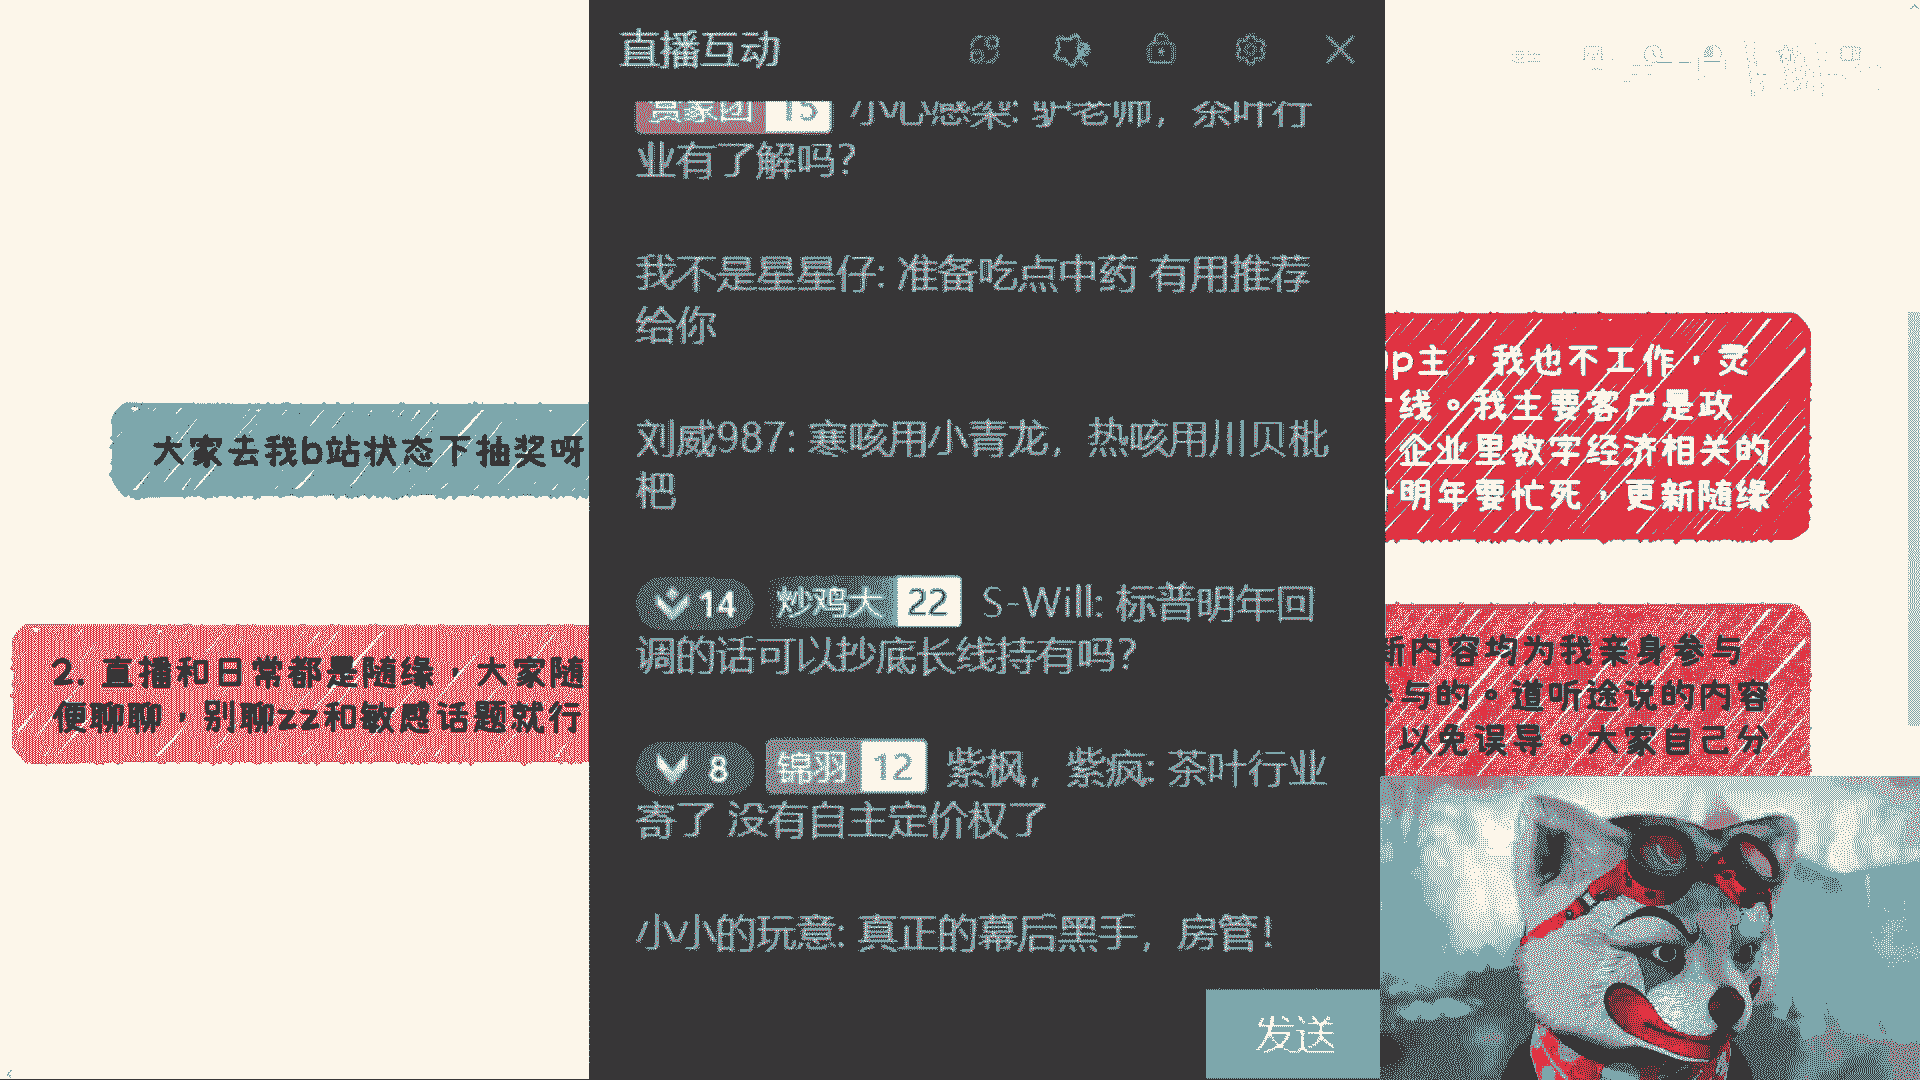 直播互动
大家去我b站状态下抽奖呀
2. 直播和日常都是随缘，大家随
便聊聊，别聊zz和敏感话题就行
15 小心感染: 驴老师，茶叶行
业有了解吗？
我不是星星仔: 准备吃点中药 有用推荐
给你
刘威987: 寒咳用小青龙，热咳用川贝枇
杷
14 炒鸡大 22 S-Will: 标普明年回
调的话可以抄底长线持有吗？
8 锦羽 12 紫枫，紫疯: 茶叶行业
寄了 没有自主定价权了
小小的玩意: 真正的幕后黑手，房管！
发送
p主，我也不工作，灵
线。我主要客户是政
企业里数字经济相关的
明年要忙死，更新随缘
新内容均为我亲身参与
参与的。道听途说的内容
以免误导。大家自己分